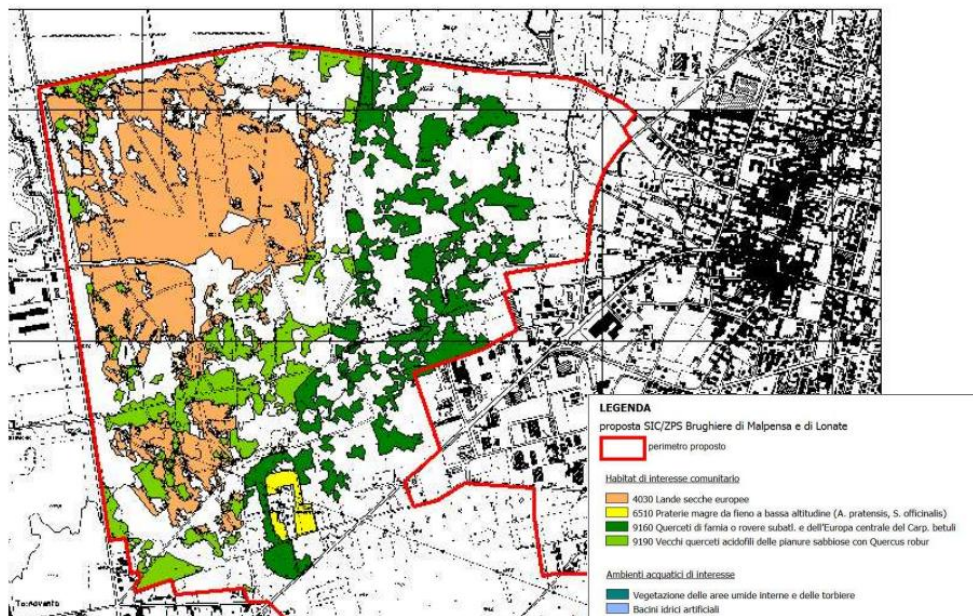 LEGENDA
proposta SIC/ZPS Brughiere di Malpensa e di Lonate
perimetro proposto
Habitat di interesse comunitario
4030 Lande secche europee
6510 Praterie magre da fieno a bassa altitudine (A. pratensis, S. officinalis)
9160 Querceti di farnia o rovere subatl. e dell'Europa centrale del Carp. betuli
9190 Vecchi querceti acidofili delle pianure sabbiose con Quercus robur
Ambienti acquatici di interesse
Vegetazione delle aree umide interne e delle torbiere
Bacini idrici artificiali